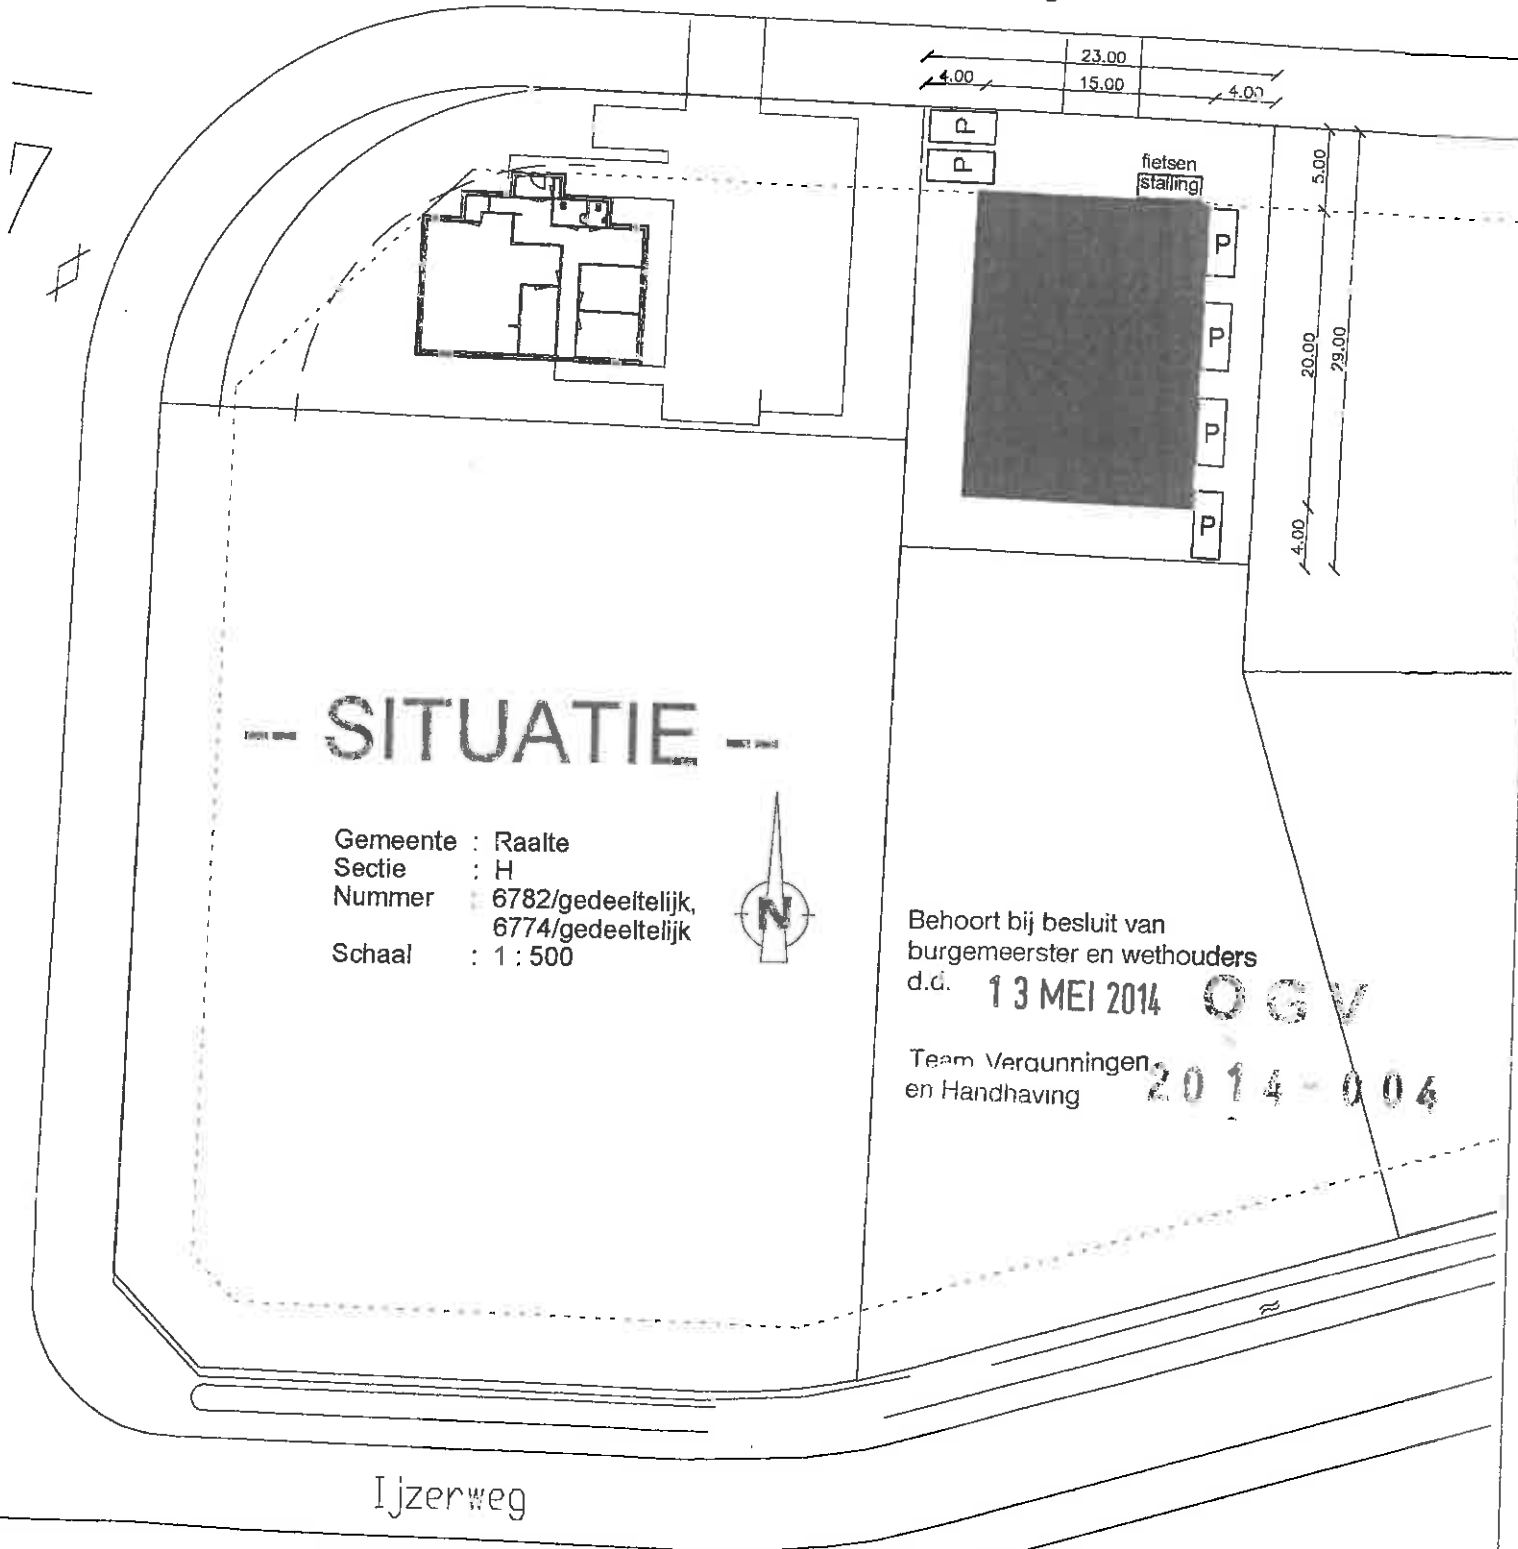 23.00
4.00 15.00 4.00
P
P
fietsen
stalling
5.00
P
P
P
P
20.00
29.00
4.00
-- SITUATIE --
Gemeente : Raalte
Sectie : H
Nummer : 6782/gedeeltelijk,
6774/gedeeltelijk
Schaal : 1 : 500
N
Behoort bij besluit van
burgemeerster en wethouders
d.d. 13 MEI 2014 OGV
Team Vergunningen
en Handhaving 2014-004
Ijzerweg